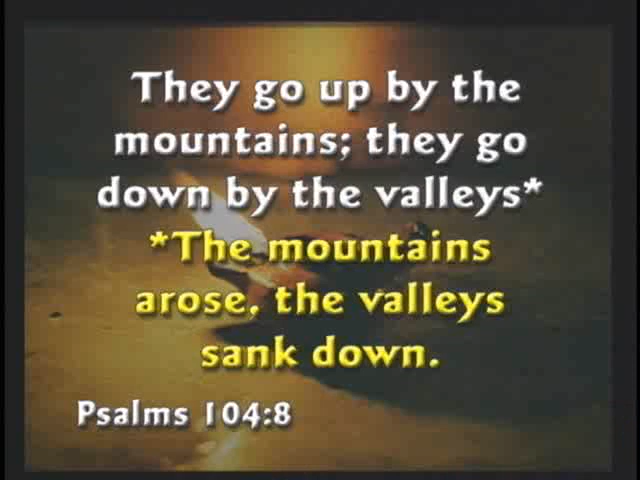 They go up by the
mountains; they go
down by the valleys*
*The mountains
arose, the valleys
sank down.
Psalms 104:8